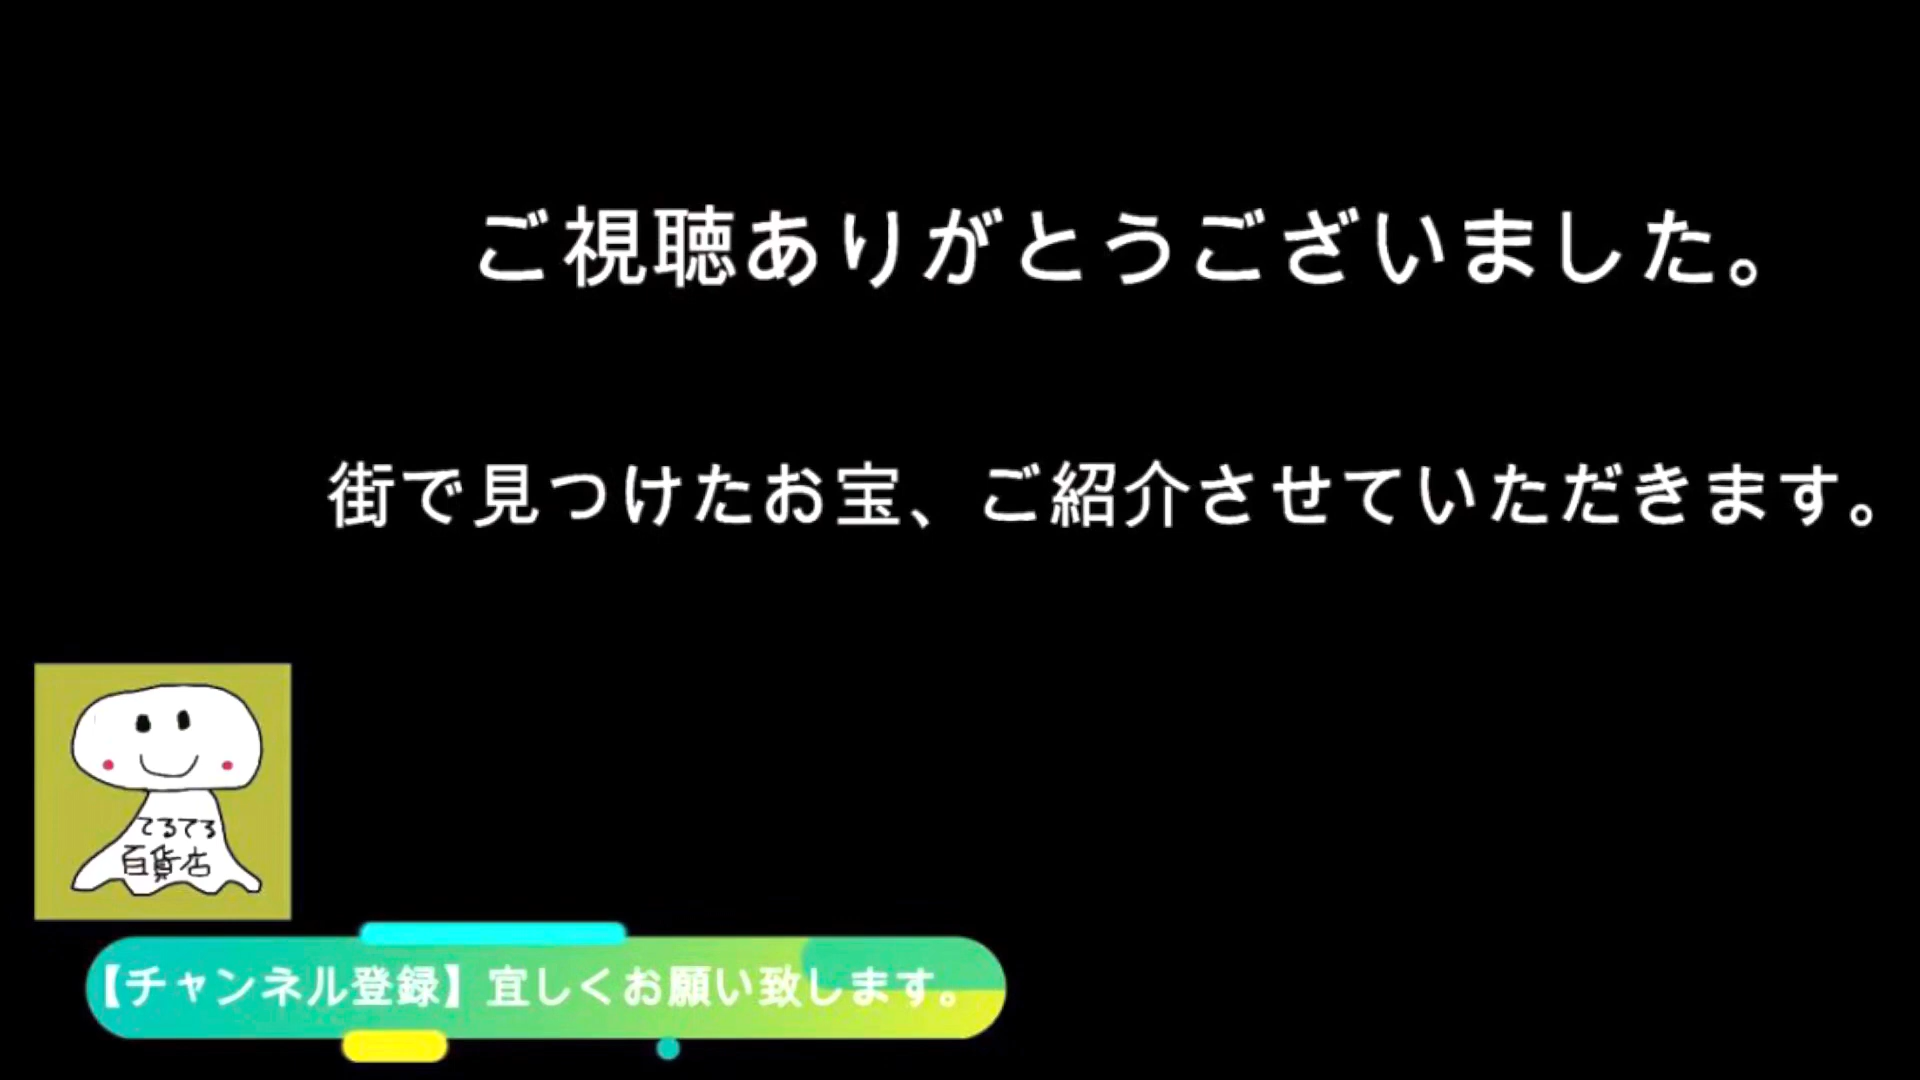 ご視聴ありがとうございました。
街で見つけたお宝、ご紹介させていただきます。
てるてる
百貨店
【チャンネル登録】宜しくお願い致します。